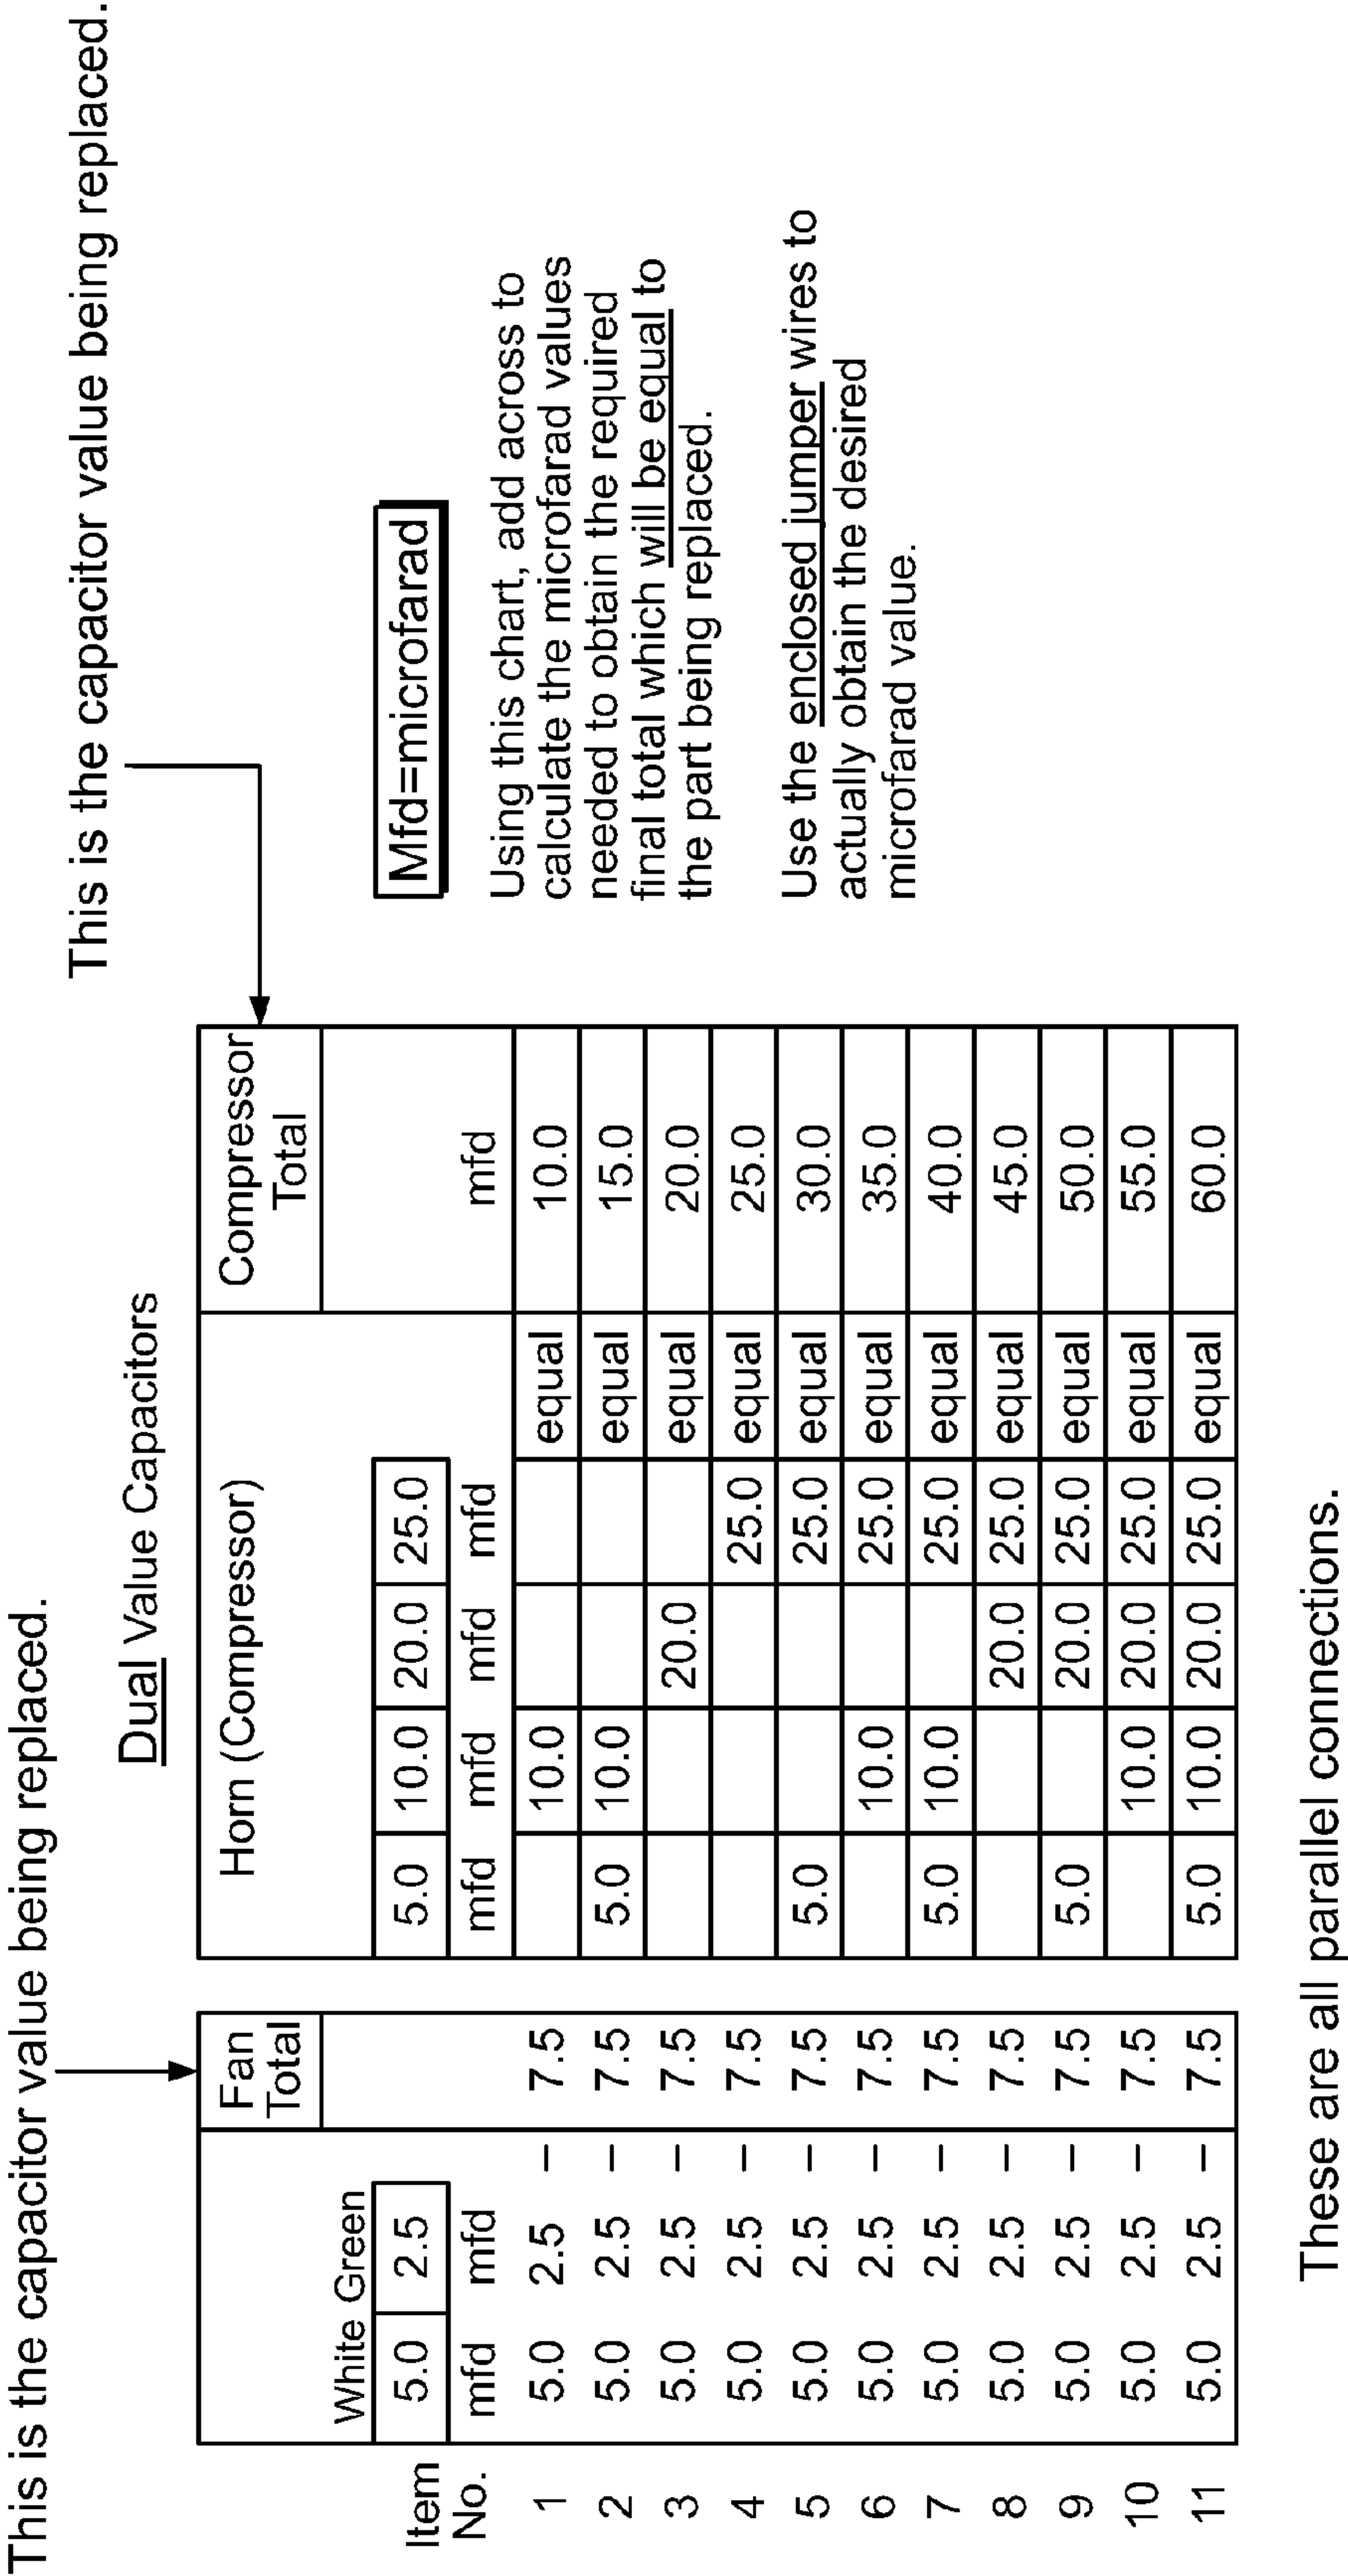 This is the capacitor value being replaced.
This is the capacitor value being replaced.
Dual Value Capacitors
Fan Total Horn (Compressor) Compressor Total
White Green
Item No. 5.0 2.5 5.0 10.0 20.0 25.0
mfd mfd mfd mfd mfd mfd mfd
1 5.0 2.5 – 7.5 10.0 equal 10.0
2 5.0 2.5 – 7.5 5.0 10.0 equal 15.0
3 5.0 2.5 – 7.5 20.0 equal 20.0
4 5.0 2.5 – 7.5 25.0 equal 25.0
5 5.0 2.5 – 7.5 5.0 25.0 equal 30.0
6 5.0 2.5 – 7.5 10.0 25.0 equal 35.0
7 5.0 2.5 – 7.5 5.0 10.0 25.0 equal 40.0
8 5.0 2.5 – 7.5 20.0 25.0 equal 45.0
9 5.0 2.5 – 7.5 5.0 20.0 25.0 equal 50.0
10 5.0 2.5 – 7.5 10.0 20.0 25.0 equal 55.0
11 5.0 2.5 – 7.5 5.0 10.0 20.0 25.0 equal 60.0
Mfd=microfarad
Using this chart, add across to
calculate the microfarad values
needed to obtain the required
final total which will be equal to
the part being replaced.
Use the enclosed jumper wires to
actually obtain the desired
microfarad value.
These are all parallel connections.